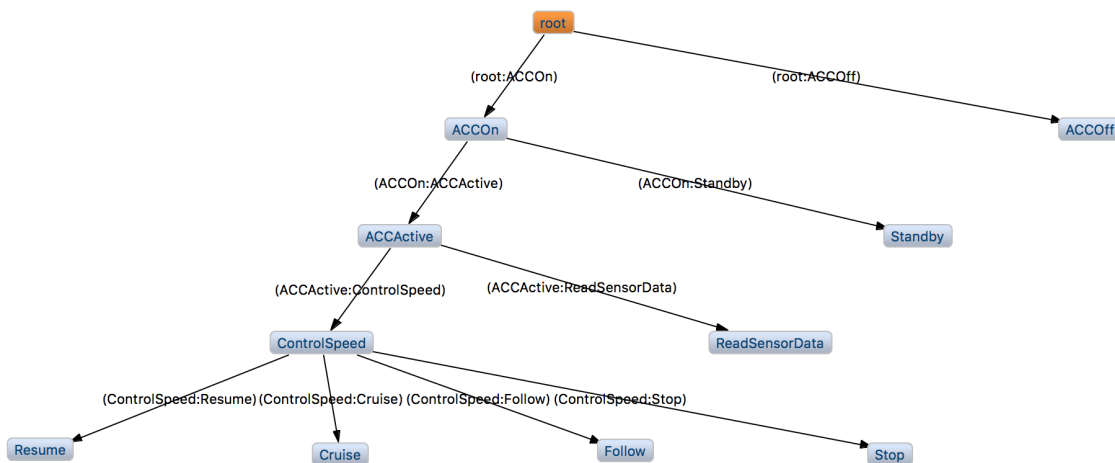 root
(root:ACCOn)
(root:ACCOff)
ACCOn
ACCOff
(ACCOn:ACCActive)
(ACCOn:Standby)
ACCActive
Standby
(ACCActive:ControlSpeed)
(ACCActive:ReadSensorData)
ControlSpeed
ReadSensorData
(ControlSpeed:Resume)
(ControlSpeed:Cruise)
(ControlSpeed:Follow)
(ControlSpeed:Stop)
Resume
Cruise
Follow
Stop